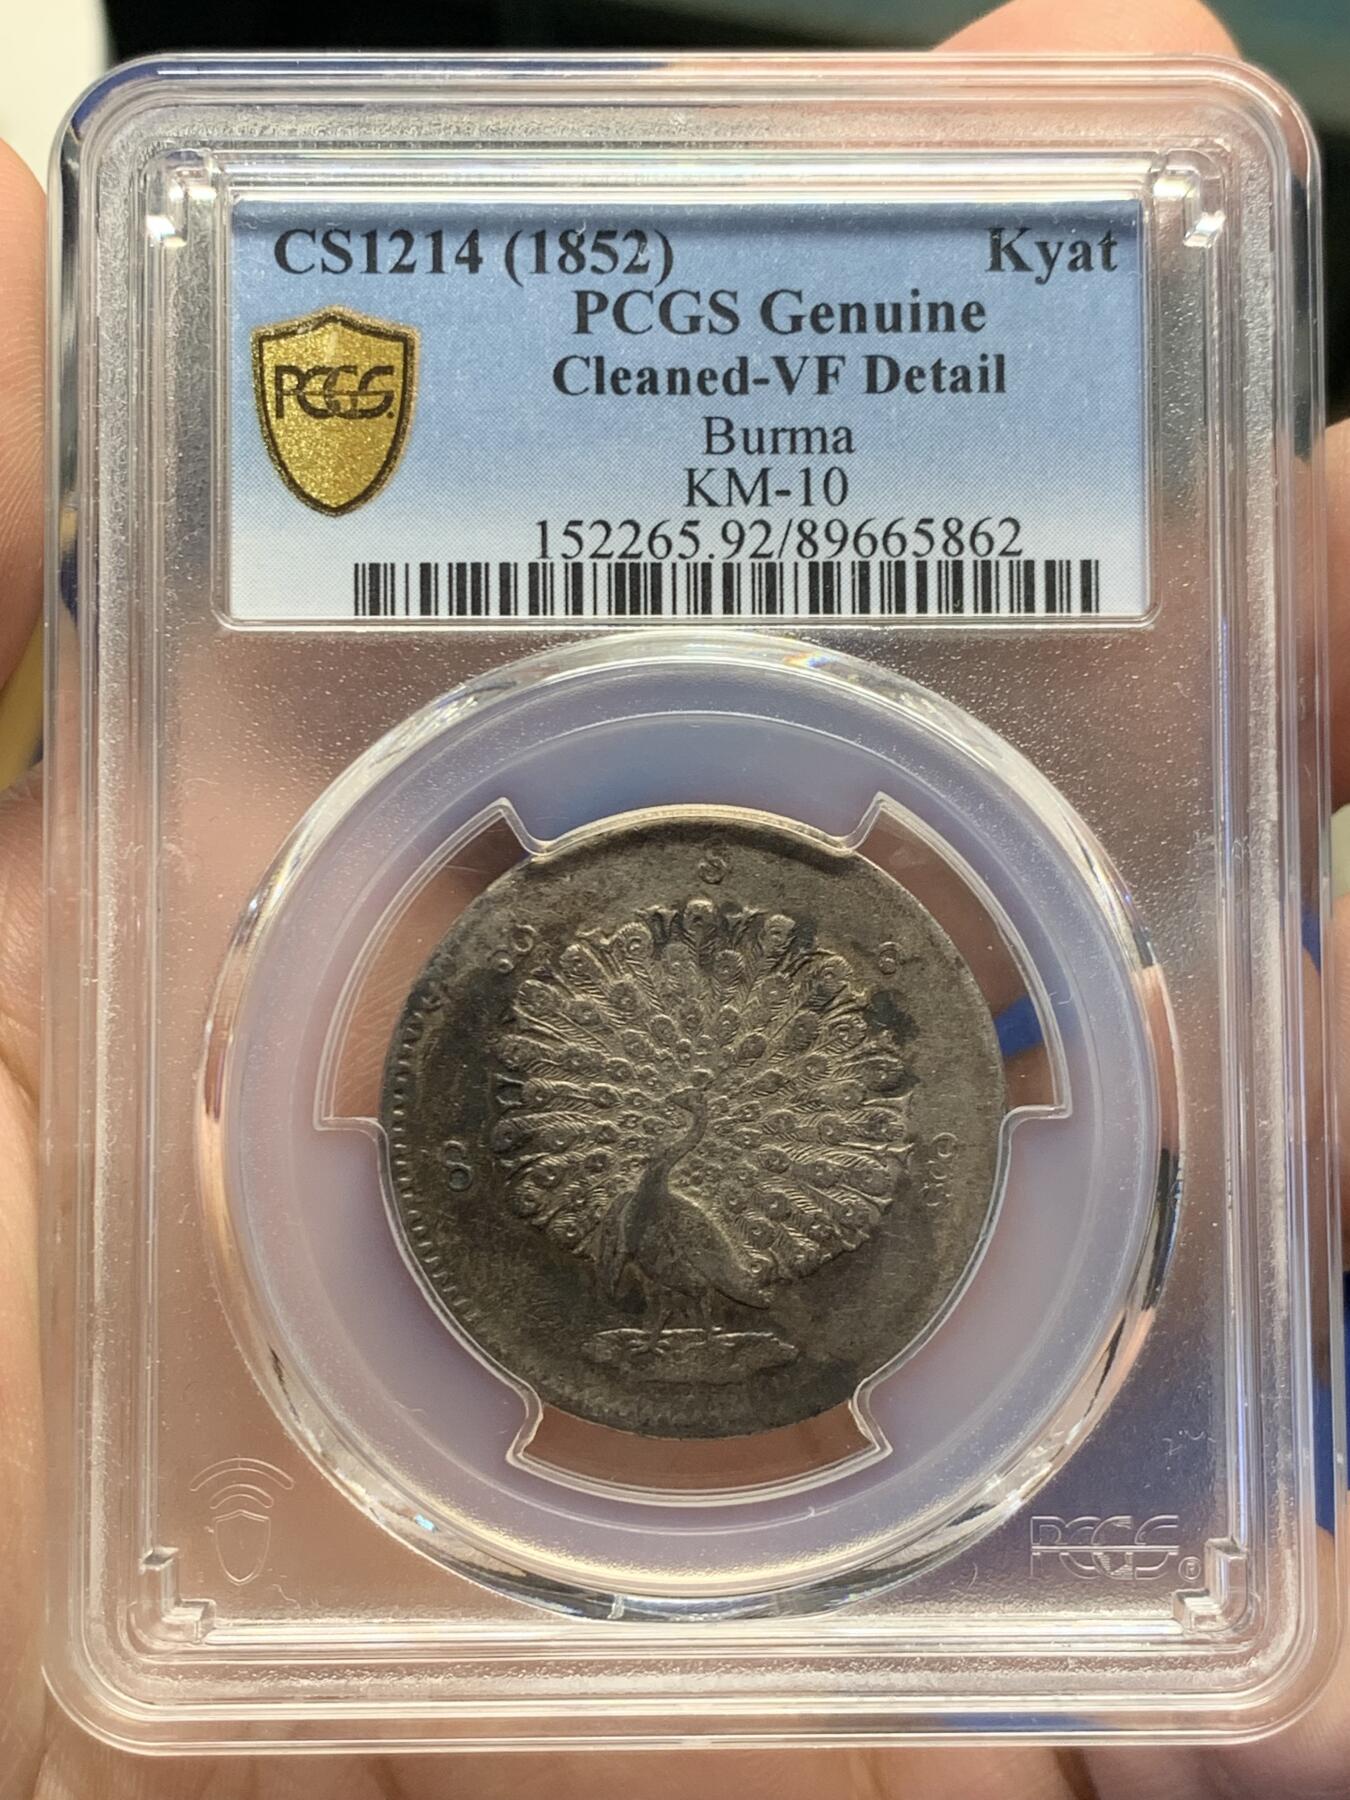 CS1214 (1852) Kyat
PCGS Genuine
Cleaned-VF Detail
PCGS.
Burma
KM-10
152265.92/89665862
PCGS®